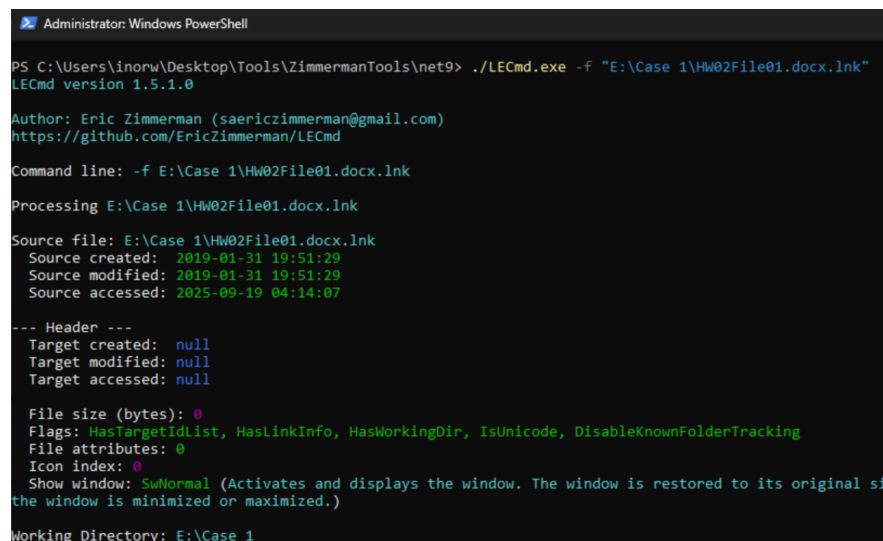 Administrator: Windows PowerShell
PS C:\Users\inorw\Desktop\Tools\ZimmermanTools\net9> ./LECmd.exe -f "E:\Case 1\HW02File01.docx.lnk"
LECmd version 1.5.1.0
Author: Eric Zimmerman (saericzimmerman@gmail.com)
https://github.com/EricZimmerman/LECmd
Command line: -f E:\Case 1\HW02File01.docx.lnk
Processing E:\Case 1\HW02File01.docx.lnk
Source file: E:\Case 1\HW02File01.docx.lnk
Source created: 2019-01-31 19:51:29
Source modified: 2019-01-31 19:51:29
Source accessed: 2025-09-19 04:14:07
--- Header ---
Target created: null
Target modified: null
Target accessed: null
File size (bytes): 0
Flags: HasTargetIdList, HasLinkInfo, HasWorkingDir, IsUnicode, DisableKnownFolderTracking
File attributes: 0
Icon index: 0
Show window: SwNormal (Activates and displays the window. The window is restored to its original si
the window is minimized or maximized.)
Working Directory: E:\Case 1